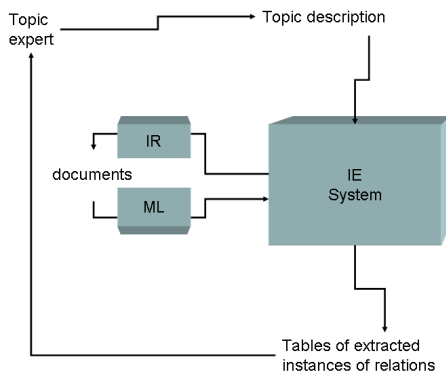 Topic
expert
Topic description
IR
documents
ML
IE
System
Tables of extracted
instances of relations